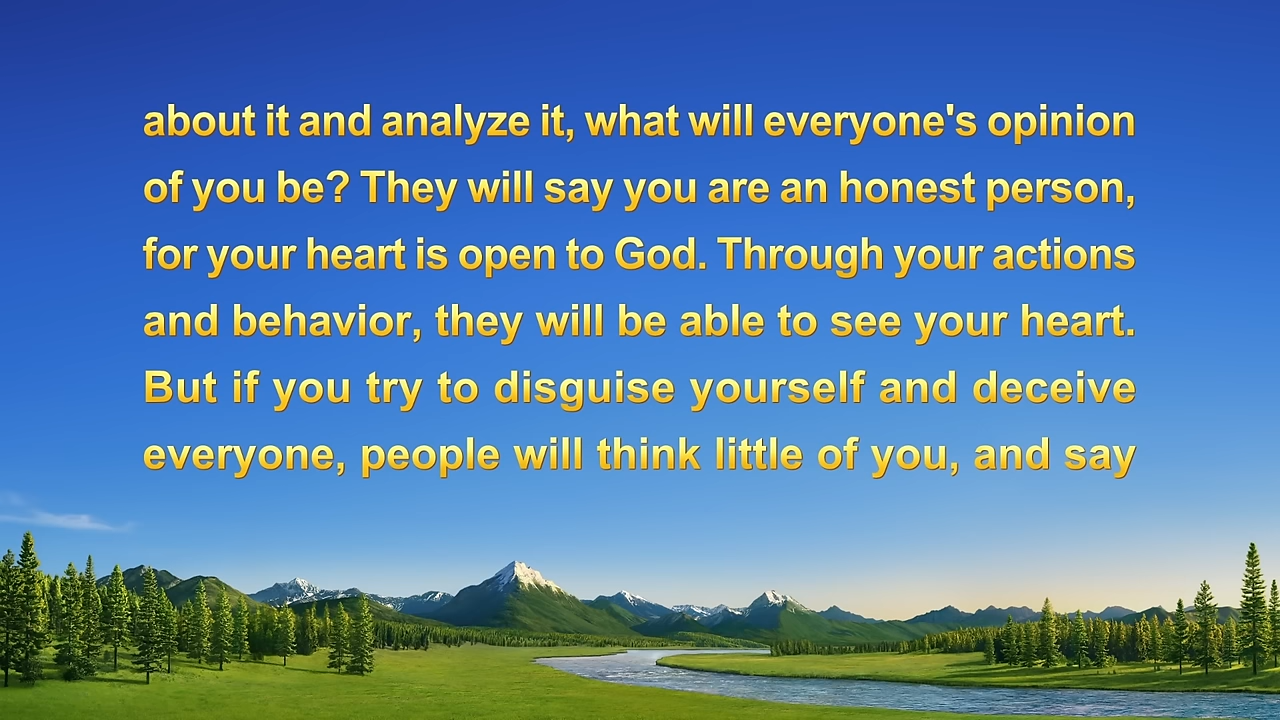 about it and analyze it, what will everyone's opinion
of you be? They will say you are an honest person,
for your heart is open to God. Through your actions
and behavior, they will be able to see your heart.
But if you try to disguise yourself and deceive
everyone, people will think little of you, and say